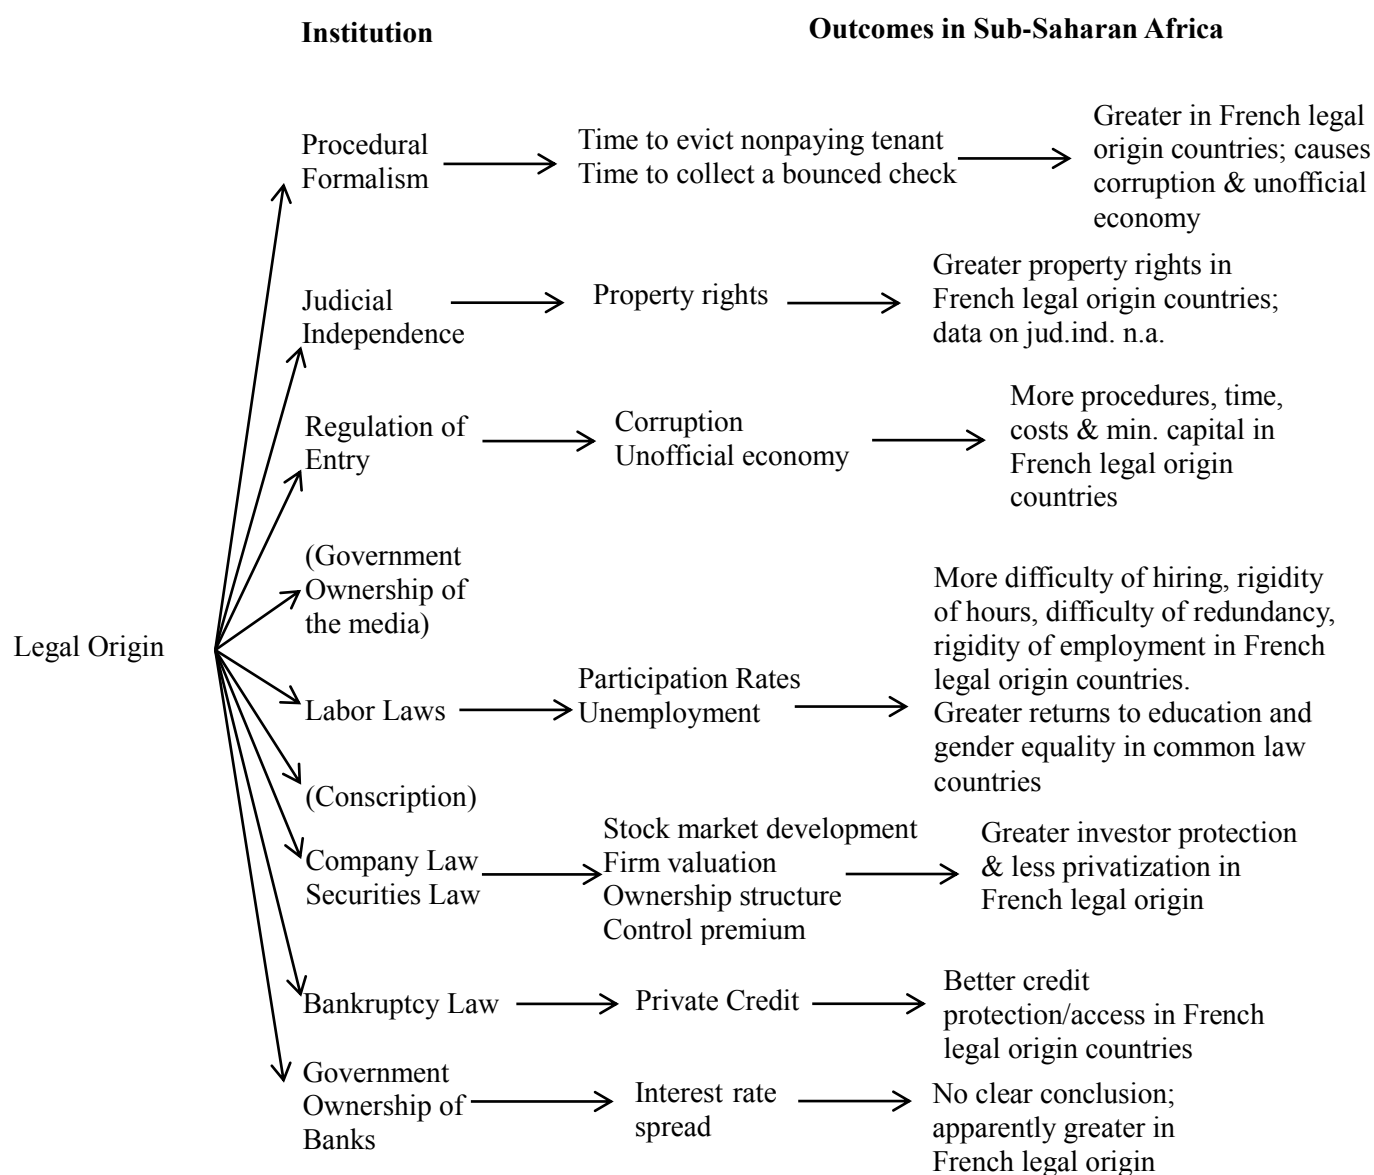 Institution
Outcomes in Sub-Saharan Africa
Procedural
Formalism
Time to evict nonpaying tenant
Time to collect a bounced check
Greater in French legal
origin countries; causes
corruption & unofficial
economy
Judicial
Independence
Property rights
Greater property rights in
French legal origin countries;
data on jud.ind. n.a.
Regulation of
Entry
Corruption
Unofficial economy
More procedures, time,
costs & min. capital in
French legal origin
countries
(Government
Ownership of
the media)
Legal Origin
Labor Laws
Participation Rates
Unemployment
More difficulty of hiring, rigidity
of hours, difficulty of redundancy,
rigidity of employment in French
legal origin countries.
Greater returns to education and
gender equality in common law
countries
(Conscription)
Company Law
Securities Law
Stock market development
Firm valuation
Ownership structure
Control premium
Greater investor protection
& less privatization in
French legal origin
Bankruptcy Law
Private Credit
Better credit
protection/access in French
legal origin countries
Government
Ownership of
Banks
Interest rate
spread
No clear conclusion;
apparently greater in
French legal origin